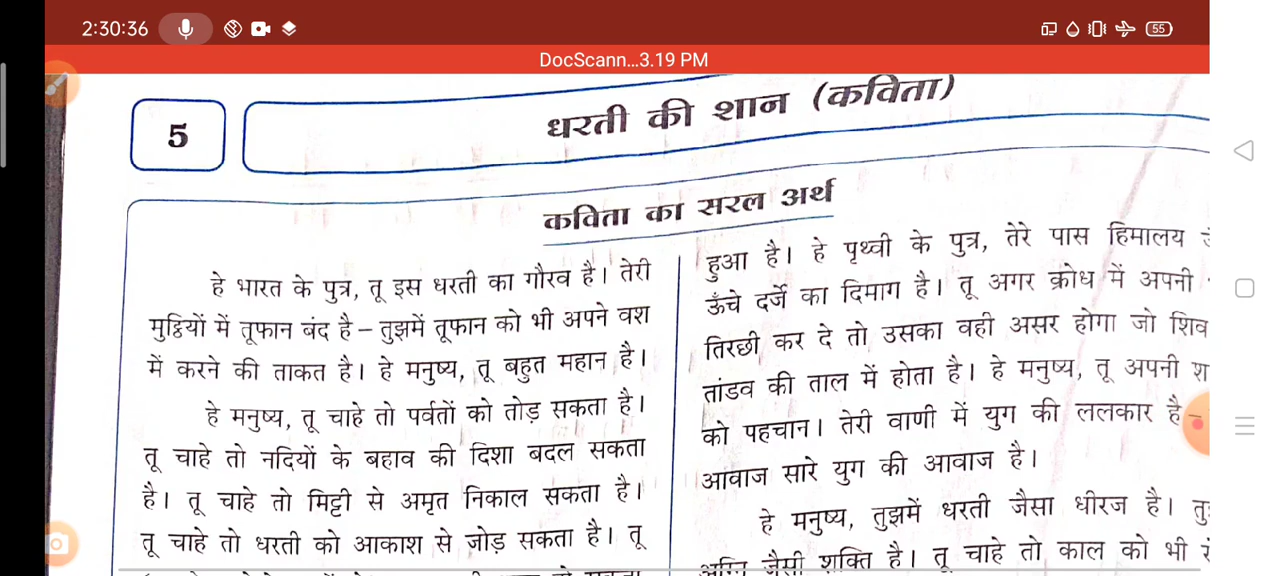 2:30:36
55
DocScann...3.19 PM
5
धरती की शान (कविता)
कविता का सरल अर्थ
हे भारत के पुत्र, तू इस धरती का गौरव है। तेरी
मुट्ठियों में तूफान बंद है – तुझमें तूफान को भी अपने वश
में करने की ताकत है। हे मनुष्य, तू बहुत महान है।
हे मनुष्य, तू चाहे तो पर्वतों को तोड़ सकता है।
तू चाहे तो नदियों के बहाव की दिशा बदल सकता
है। तू चाहे तो मिट्टी से अमृत निकाल सकता है।
तू चाहे तो धरती को आकाश से जोड़ सकता है। तू
हुआ है। हे पृथ्वी के पुत्र, तेरे पास हिमालय
ऊँचे दर्जे का दिमाग है। तू अगर क्रोध में अपनी
तिरछी कर दे तो उसका वही असर होगा जो शिव
तांडव की ताल में होता है। हे मनुष्य, तू अपनी श
को पहचान। तेरी वाणी में युग की ललकार है –
आवाज सारे युग की आवाज है।
हे मनुष्य, तुझमें धरती जैसा धीरज है।
अग्नि जैसी शक्ति है। तू चाहे तो काल को भी